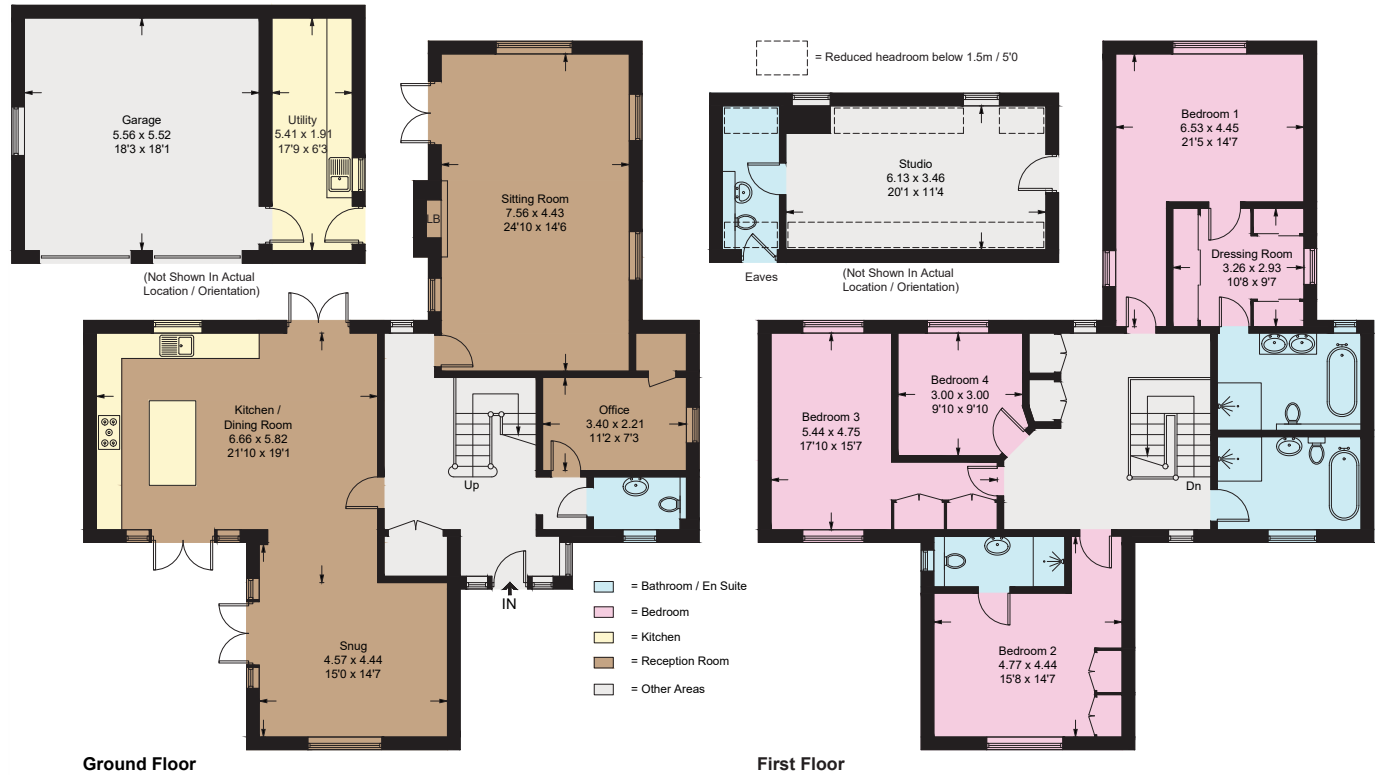 Garage
5.56 x 5.52
18'3 x 18'1
Utility
5.41 x 1.91
17'9 x 6'3
(Not Shown In Actual
Location / Orientation)
Sitting Room
7.56 x 4.43
24'10 x 14'6
LB
Kitchen /
Dining Room
6.66 x 5.82
21'10 x 19'1
Office
3.40 x 2.21
11'2 x 7'3
Up
IN
Snug
4.57 x 4.44
15'0 x 14'7
Ground Floor
= Bathroom / En Suite
= Bedroom
= Kitchen
= Reception Room
= Other Areas
= Reduced headroom below 1.5m / 5'0
Studio
6.13 x 3.46
20'1 x 11'4
Eaves
(Not Shown In Actual
Location / Orientation)
Bedroom 1
6.53 x 4.45
21'5 x 14'7
Dressing Room
3.26 x 2.93
10'8 x 9'7
Bedroom 4
3.00 x 3.00
9'10 x 9'10
Bedroom 3
5.44 x 4.75
17'10 x 15'7
Dn
Bedroom 2
4.77 x 4.44
15'8 x 14'7
First Floor